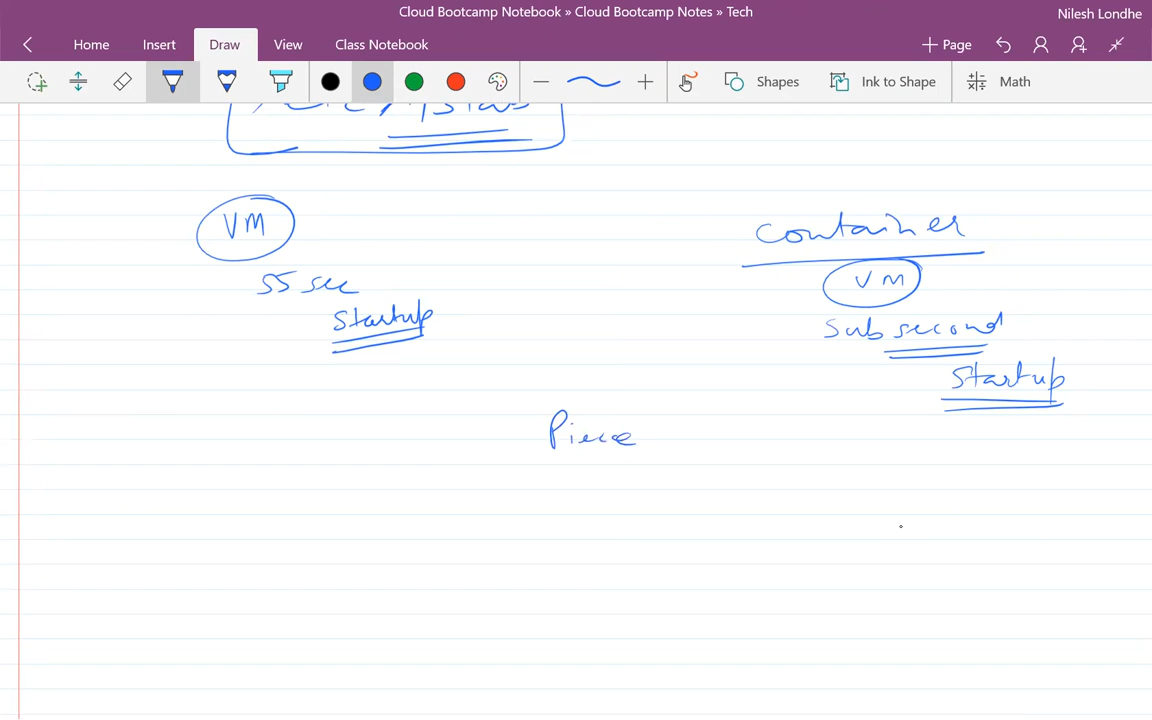 Cloud Bootcamp Notebook » Cloud Bootcamp Notes » Tech
Nilesh Londhe
Home Insert Draw View Class Notebook
Page
Shapes Ink to Shape Math
VM
55 sec
Startup
Container
VM
Sub second
Startup
Piece